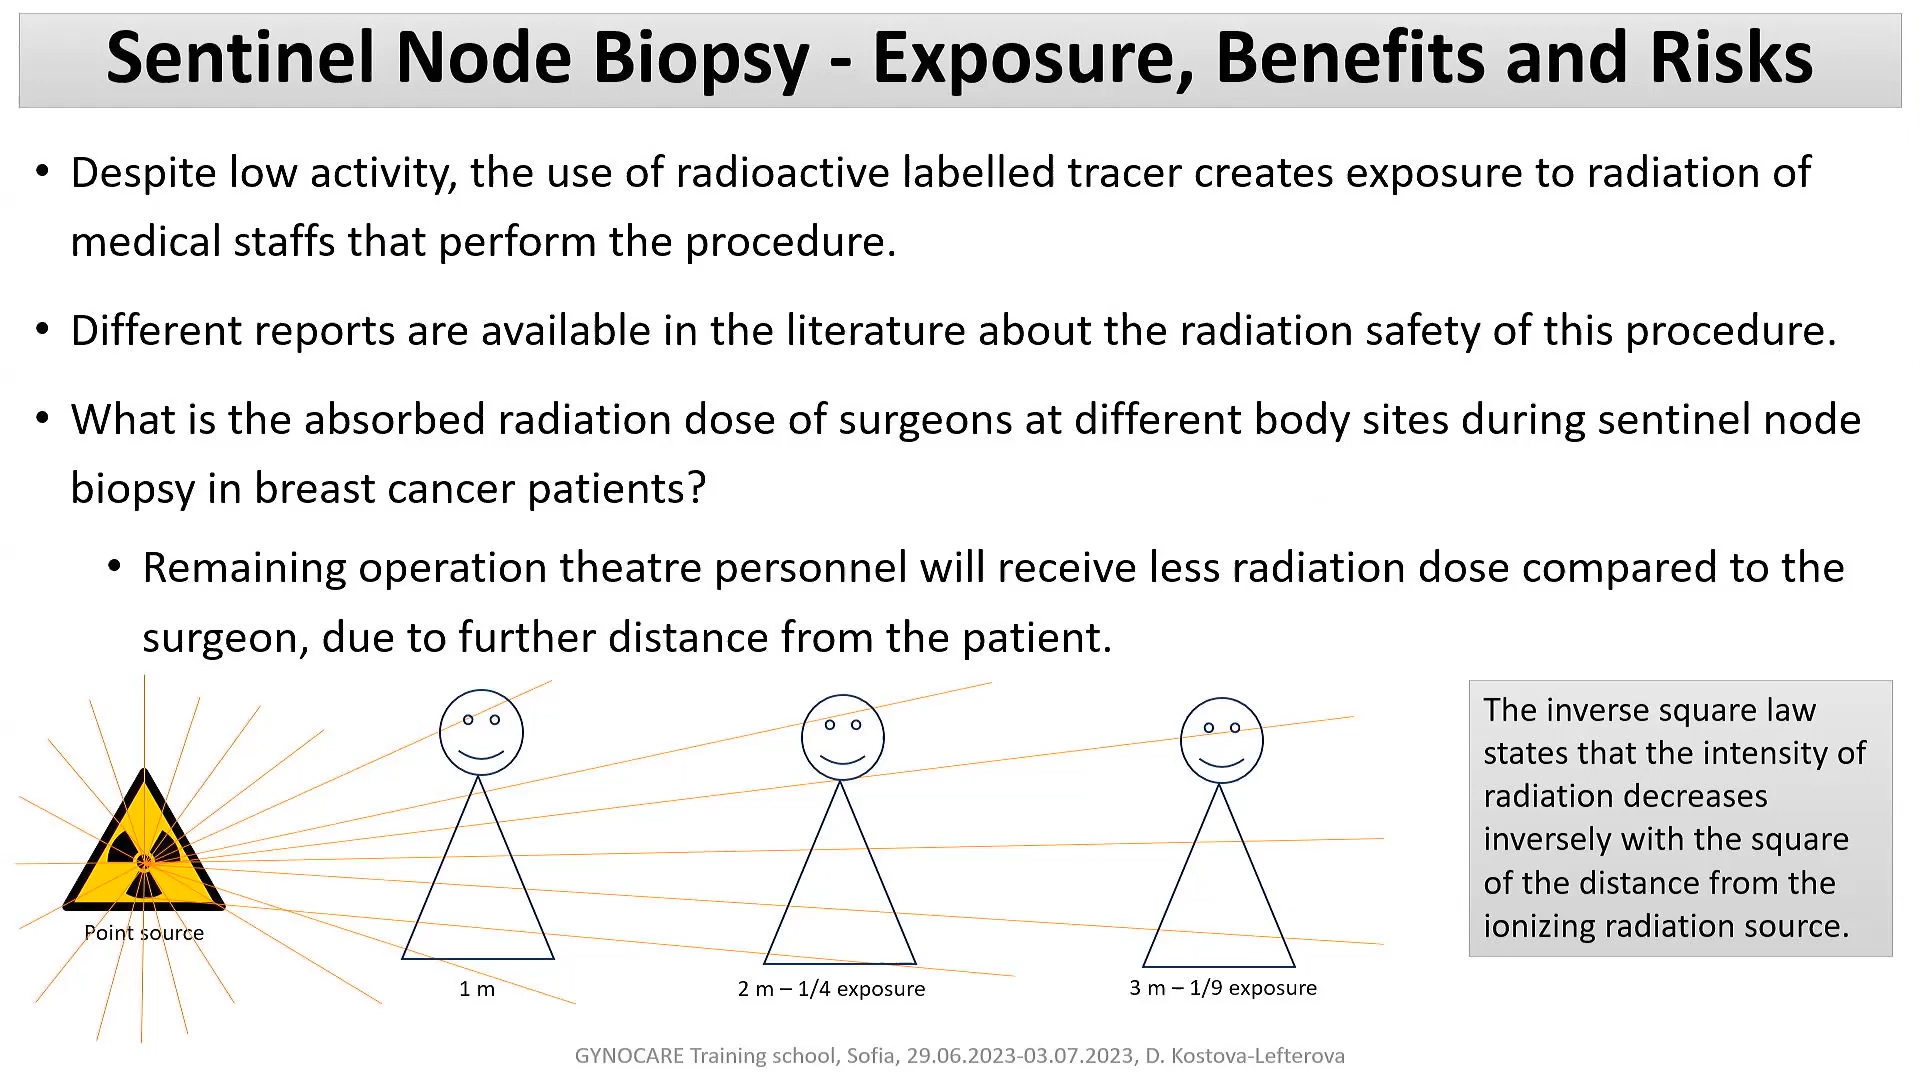 Sentinel Node Biopsy - Exposure, Benefits and Risks
• Despite low activity, the use of radioactive labelled tracer creates exposure to radiation of
medical staffs that perform the procedure.
• Different reports are available in the literature about the radiation safety of this procedure.
• What is the absorbed radiation dose of surgeons at different body sites during sentinel node
biopsy in breast cancer patients?
• Remaining operation theatre personnel will receive less radiation dose compared to the
surgeon, due to further distance from the patient.
Point source
1 m
2 m – 1/4 exposure
3 m – 1/9 exposure
The inverse square law
states that the intensity of
radiation decreases
inversely with the square
of the distance from the
ionizing radiation source.
GYNOCARE Training school, Sofia, 29.06.2023-03.07.2023, D. Kostova-Lefterova